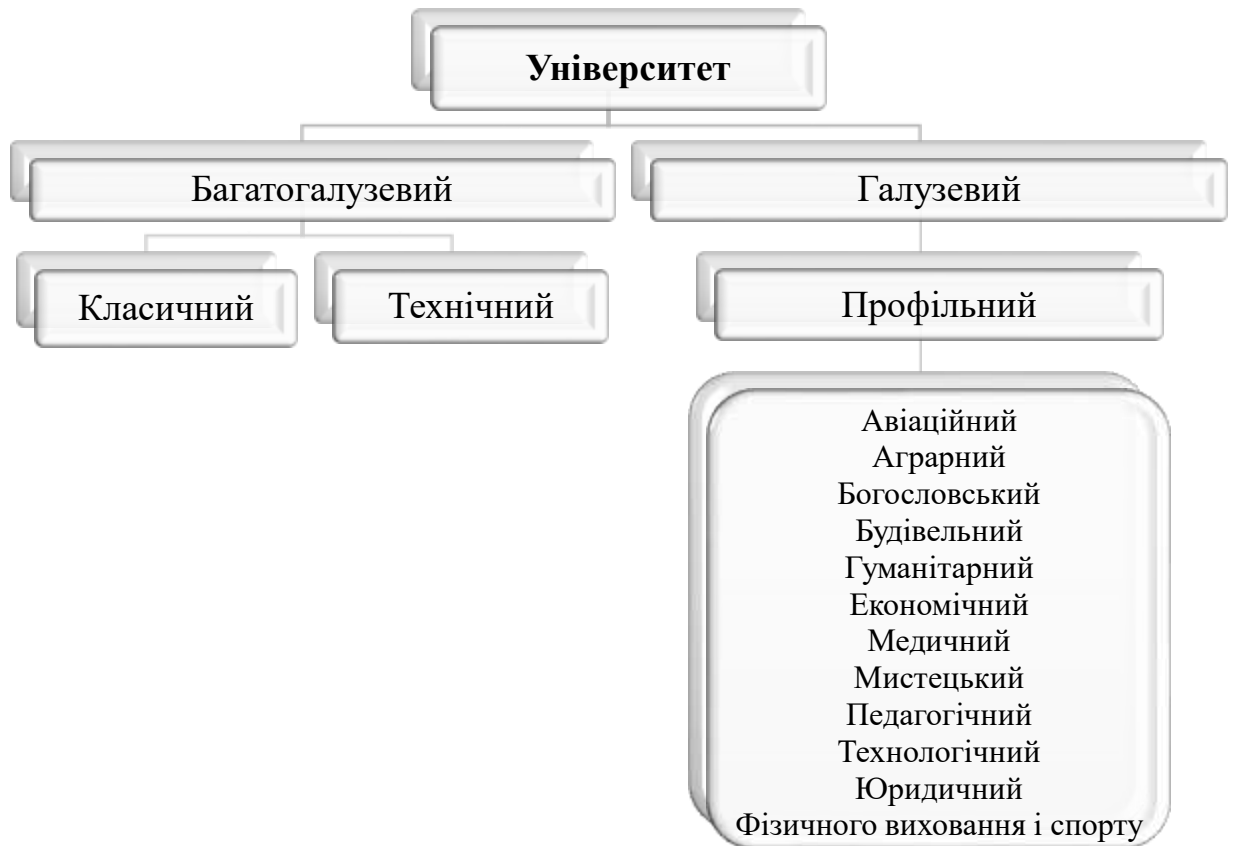 Університет
Багатогалузевий
Галузевий
Класичний
Технічний
Профільний
Авіаційний
Аграрний
Богословський
Будівельний
Гуманітарний
Економічний
Медичний
Мистецький
Педагогічний
Технологічний
Юридичний
Фізичного виховання і спорту